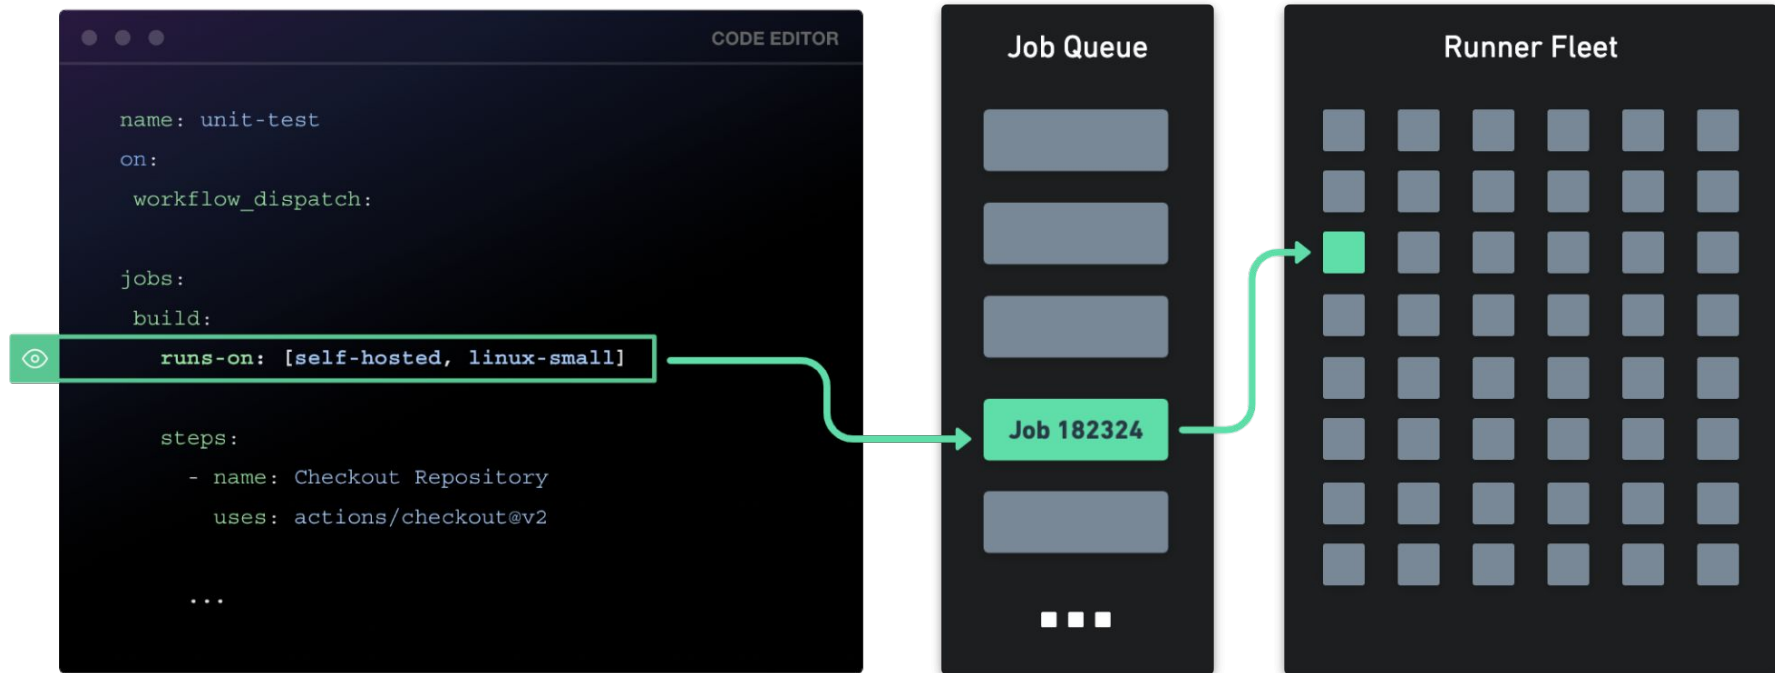 CODE EDITOR
name: unit-test
on:
workflow_dispatch:
jobs:
build:
runs-on: [self-hosted, linux-small]
steps:
- name: Checkout Repository
uses: actions/checkout@v2
...
Job Queue
Job 182324
Runner Fleet